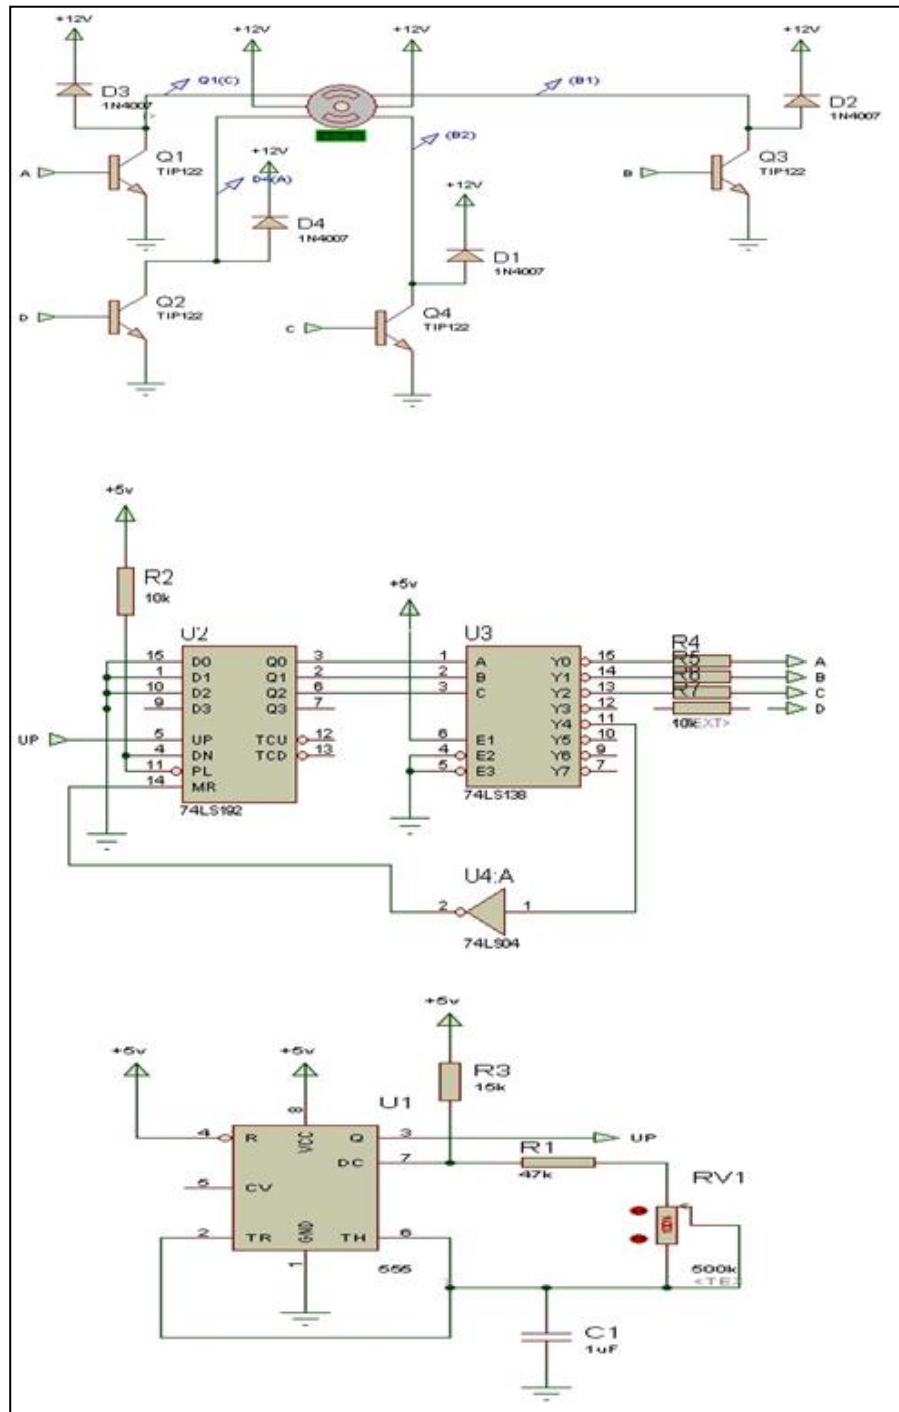 +12V
+12V
+12V
+12V
D3
1N4007
Q1(C)
(B1)
D2
1N4007
(B2)
A
Q1
TIP122
+12V
D4(A)
+12V
B
Q3
TIP122
D4
1N4007
D1
1N4007
D
Q2
TIP122
C
Q4
TIP122
+5v
R2
10k
+5v
U2
U3
R4
R5
R6
R7
10k
15 D0 Q0 3
1 D1 Q1 2
10 D2 Q2 6
9 D3 Q3 7
UP
5 UP TCU 12
4 DN TCD 13
11 PL
14 MR
74LS192
1 A Y0 15
2 B Y1 14
3 C Y2 13
Y3 12
Y4 11
6 E1 Y5 10
4 E2 Y6 9
5 E3 Y7 7
74LS138
A
B
C
D
U4:A
2 1
74LS04
+5v
+5v
+5v
R3
15k
U1
4 R VCC 8 Q 3
UP
DC 7
R1
47k
RV1
5 CV
2 TR GND 1 TH 6
555
500k
<TE
C1
1uF